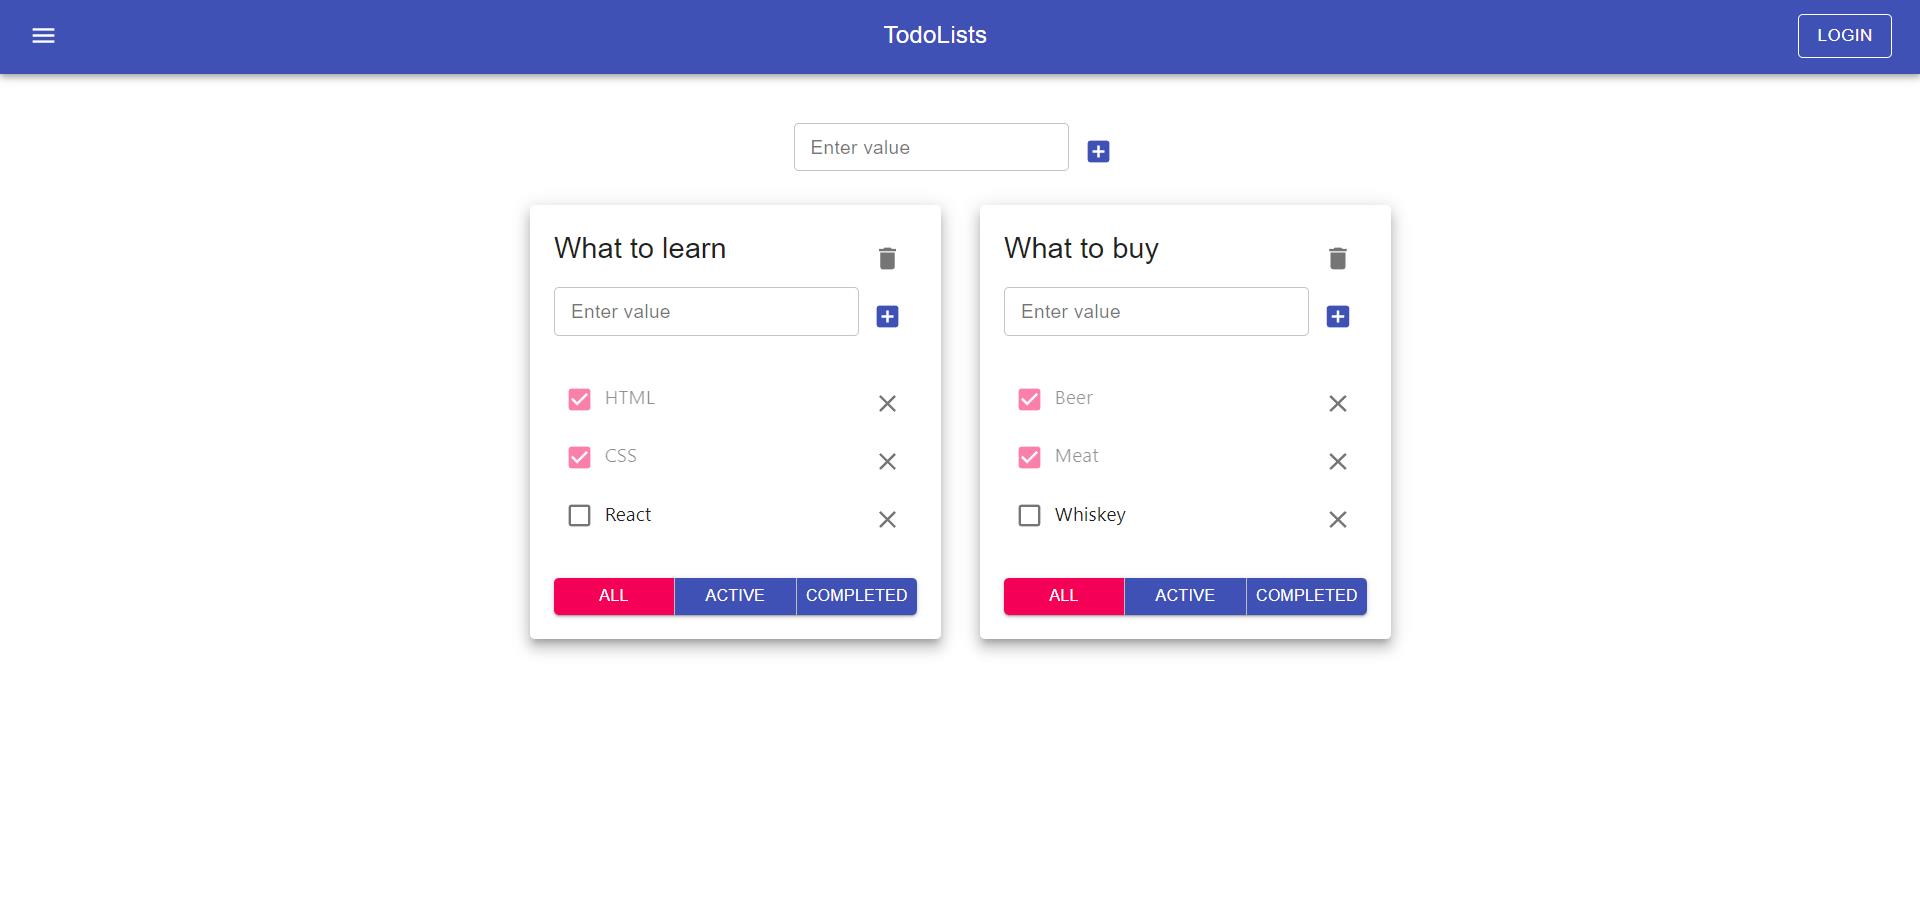 TodoLists
LOGIN
Enter value
What to learn
Enter value
HTML
CSS
React
ALL ACTIVE COMPLETED
What to buy
Enter value
Beer
Meat
Whiskey
ALL ACTIVE COMPLETED